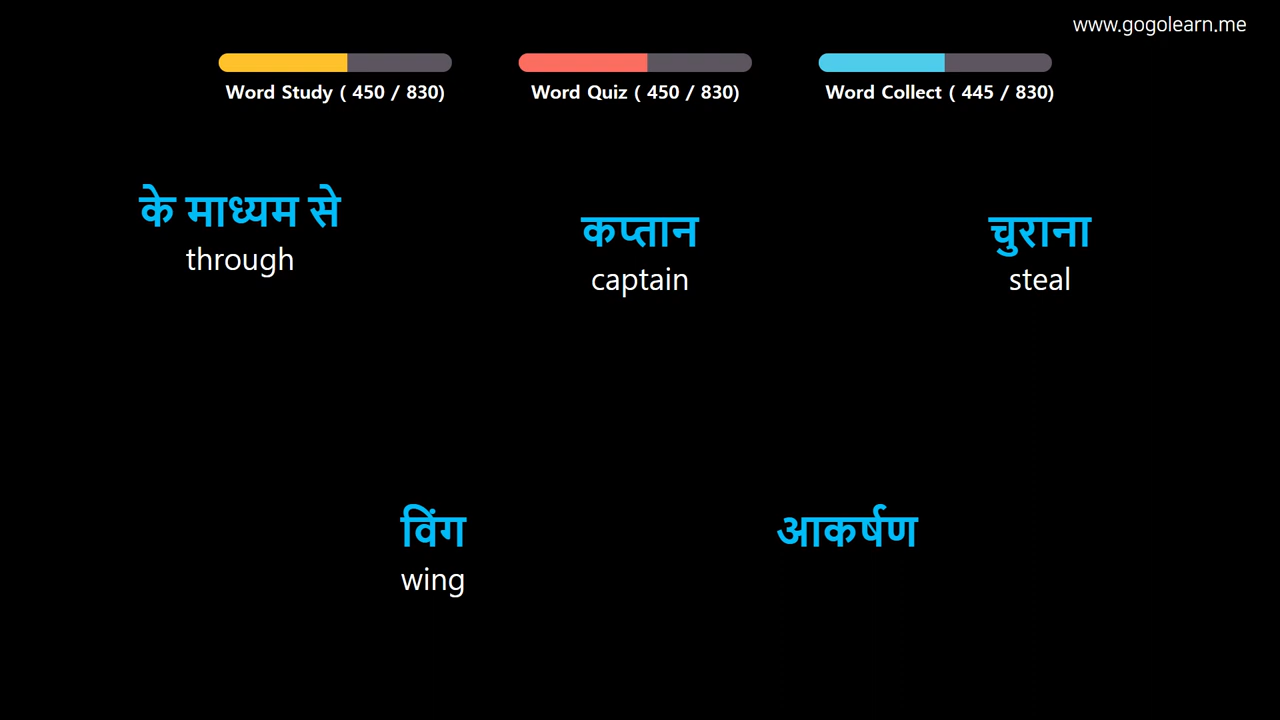 www.gogolearn.me
Word Study ( 450 / 830)
Word Quiz ( 450 / 830)
Word Collect ( 445 / 830)
के माध्यम से
through
कप्तान
captain
चुराना
steal
विंग
wing
आकर्षण